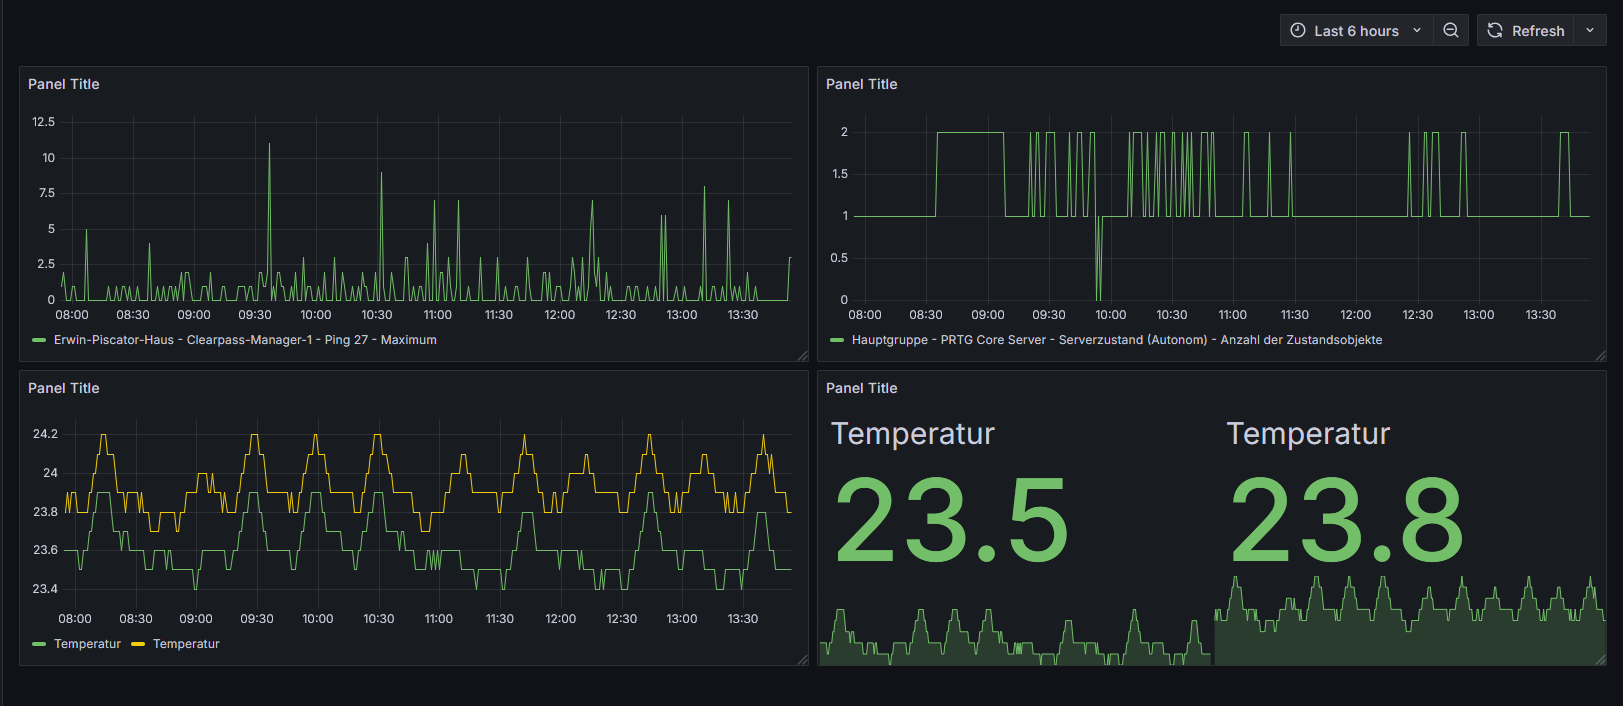 Last 6 hours
Refresh
Panel Title
12.5
10
7.5
5
2.5
0
08:00 08:30 09:00 09:30 10:00 10:30 11:00 11:30 12:00 12:30 13:00 13:30
Erwin-Piscator-Haus - Clearpass-Manager-1 - Ping 27 - Maximum
Panel Title
2
1.5
1
0.5
0
08:00 08:30 09:00 09:30 10:00 10:30 11:00 11:30 12:00 12:30 13:00 13:30
Hauptgruppe - PRTG Core Server - Serverzustand (Autonom) - Anzahl der Zustandsobjekte
Panel Title
24.2
24
23.8
23.6
23.4
08:00 08:30 09:00 09:30 10:00 10:30 11:00 11:30 12:00 12:30 13:00 13:30
Temperatur Temperatur
Panel Title
Temperatur
23.5
Temperatur
23.8